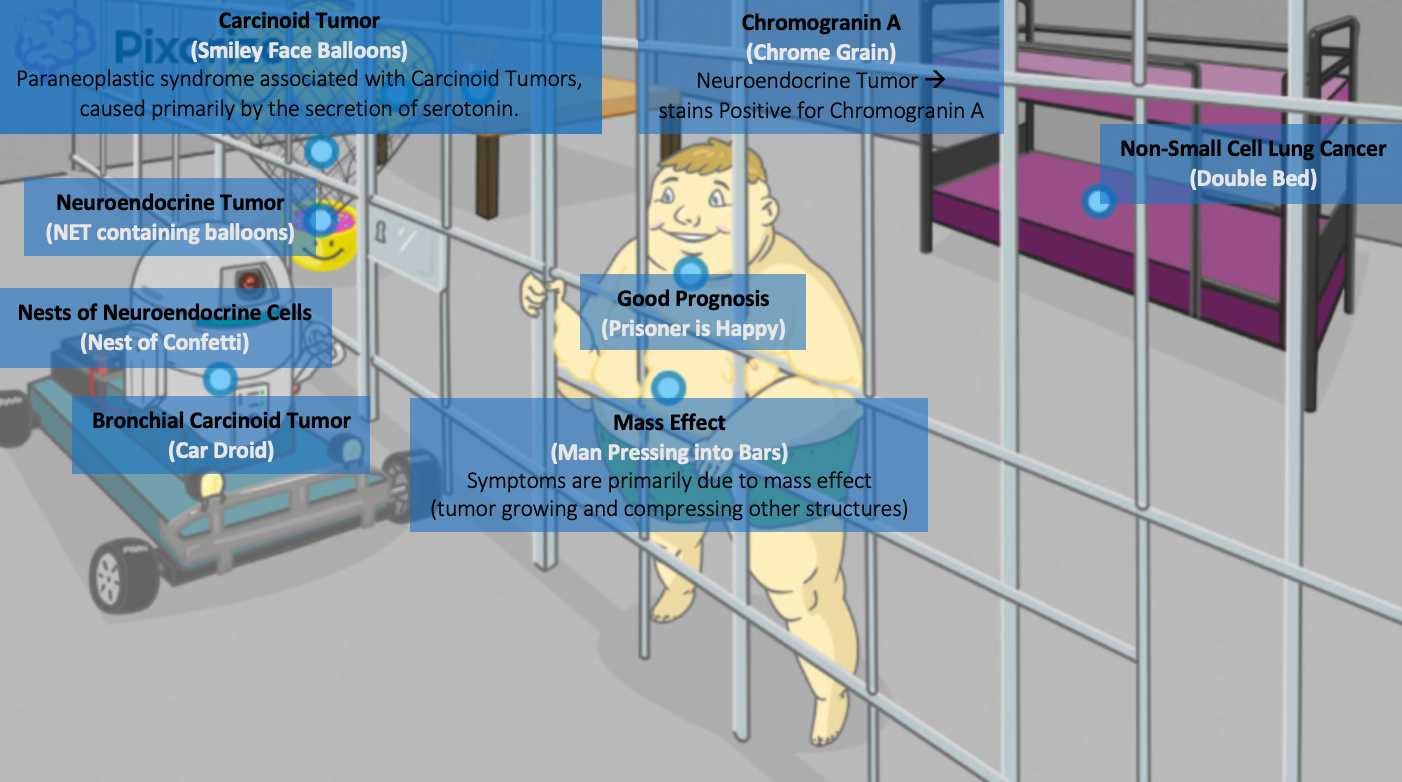 Carcinoid Tumor
(Smiley Face Balloons)
Paraneoplastic syndrome associated with Carcinoid Tumors,
caused primarily by the secretion of serotonin.
Chromogranin A
(Chrome Grain)
Neuroendocrine Tumor →
stains Positive for Chromogranin A
Non-Small Cell Lung Cancer
(Double Bed)
Neuroendocrine Tumor
(NET containing balloons)
Nests of Neuroendocrine Cells
(Nest of Confetti)
Good Prognosis
(Prisoner is Happy)
Bronchial Carcinoid Tumor
(Car Droid)
Mass Effect
(Man Pressing into Bars)
Symptoms are primarily due to mass effect
(tumor growing and compressing other structures)